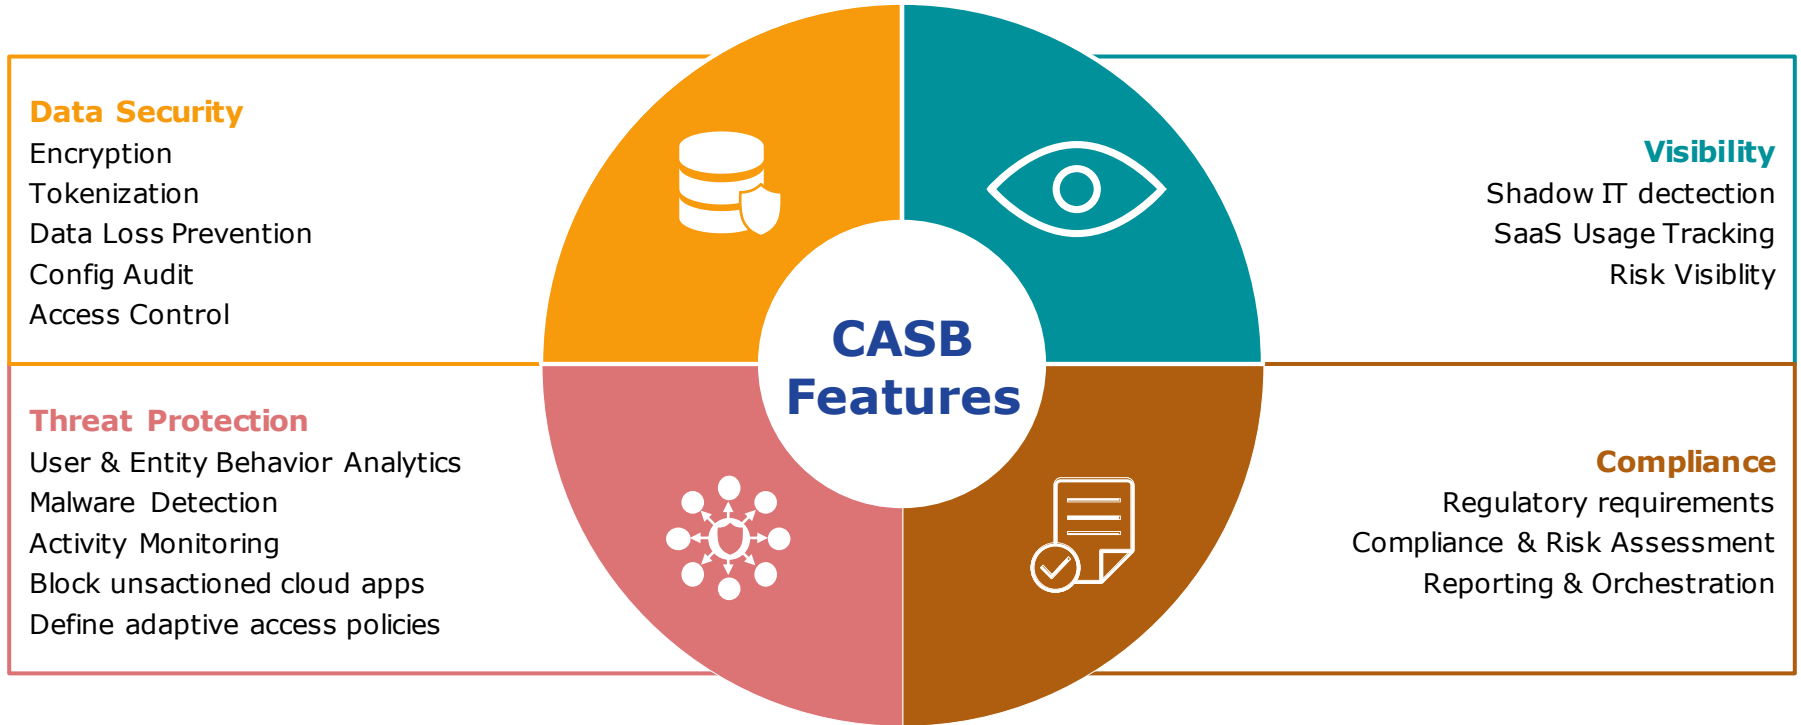 Data Security
Encryption
Tokenization
Data Loss Prevention
Config Audit
Access Control
Visibility
Shadow IT dectection
SaaS Usage Tracking
Risk Visiblity
CASB
Features
Threat Protection
User & Entity Behavior Analytics
Malware Detection
Activity Monitoring
Block unsactioned cloud apps
Define adaptive access policies
Compliance
Regulatory requirements
Compliance & Risk Assessment
Reporting & Orchestration